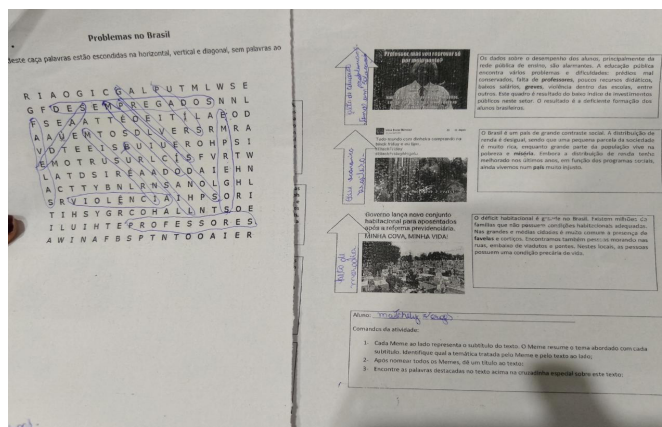 Problemas no Brasil
deste caça palavras estão escondidas na horizontal, vertical e diagonal, sem palavras ao
R I A O G I C G A L P U T M L W S E
G F D E S E M P R E G A D O S N N L
F S E A A T T E O E I T I L A E O D
A A U E M T O S D L V E R S R M R A
V D T E E I S E U I U E R O H P S I
E M O T R U S U R L C I S F V R T W
L A T D S I R E A A D O D A I E H N
A C T T Y B N L R N S A N O L G H L
S R V I O L Ê N C I A I H P S O R I
T I H S Y G R C O H A L L N T S O E
I L U I H T E P R O F E S S O R E S
A W I N A F B S P T N T O O A I E R
Professor, mas vou reprovar só
por meio ponto?
Os dados sobre o desempenho dos alunos, principalmente da
rede pública de ensino, são alarmantes. A educação pública
encontra vários problemas e dificuldades: prédios mal
conservados, falta de professores, poucos recursos didáticos,
baixos salários, greves, violência dentro das escolas, entre
outros. Este quadro é resultado do baixo índice de investimentos
públicos neste setor. O resultado é a deficiente formação dos
alunos brasileiros.
O Brasil é um país de grande contraste social. A distribuição de
renda é desigual, sendo que uma pequena parcela da sociedade
é muito rica, enquanto grande parte da população vive na
pobreza e miséria. Embora a distribuição de renda tenha
melhorado nos últimos anos, em função dos programas sociais,
ainda vivemos num país muito injusto.
Governo lança novo conjunto
habitacional para aposentados
após a reforma previdenciária.
MINHA COVA, MINHA VIDA!
O déficit habitacional é grande no Brasil. Existem milhões de
famílias que não possuem condições habitacionais adequadas.
Nas grandes e médias cidades é muito comum a presença de
favelas e cortiços. Encontramos também pessoas morando nas
ruas, embaixo de viadutos e pontes. Nestes locais, as pessoas
possuem uma condição precária de vida.
Aluno:
Comandos da atividade:
1- Cada Meme ao lado representa o subtítulo do texto. O Meme resume o tema abordado com cada
subtítulo. Identifique qual a temática tratada pelo Meme e pelo texto ao lado;
2- Após nomear todos os Memes, dê um título ao texto;
3- Encontre as palavras destacadas no texto acima na cruzadinha especial sobre este texto;